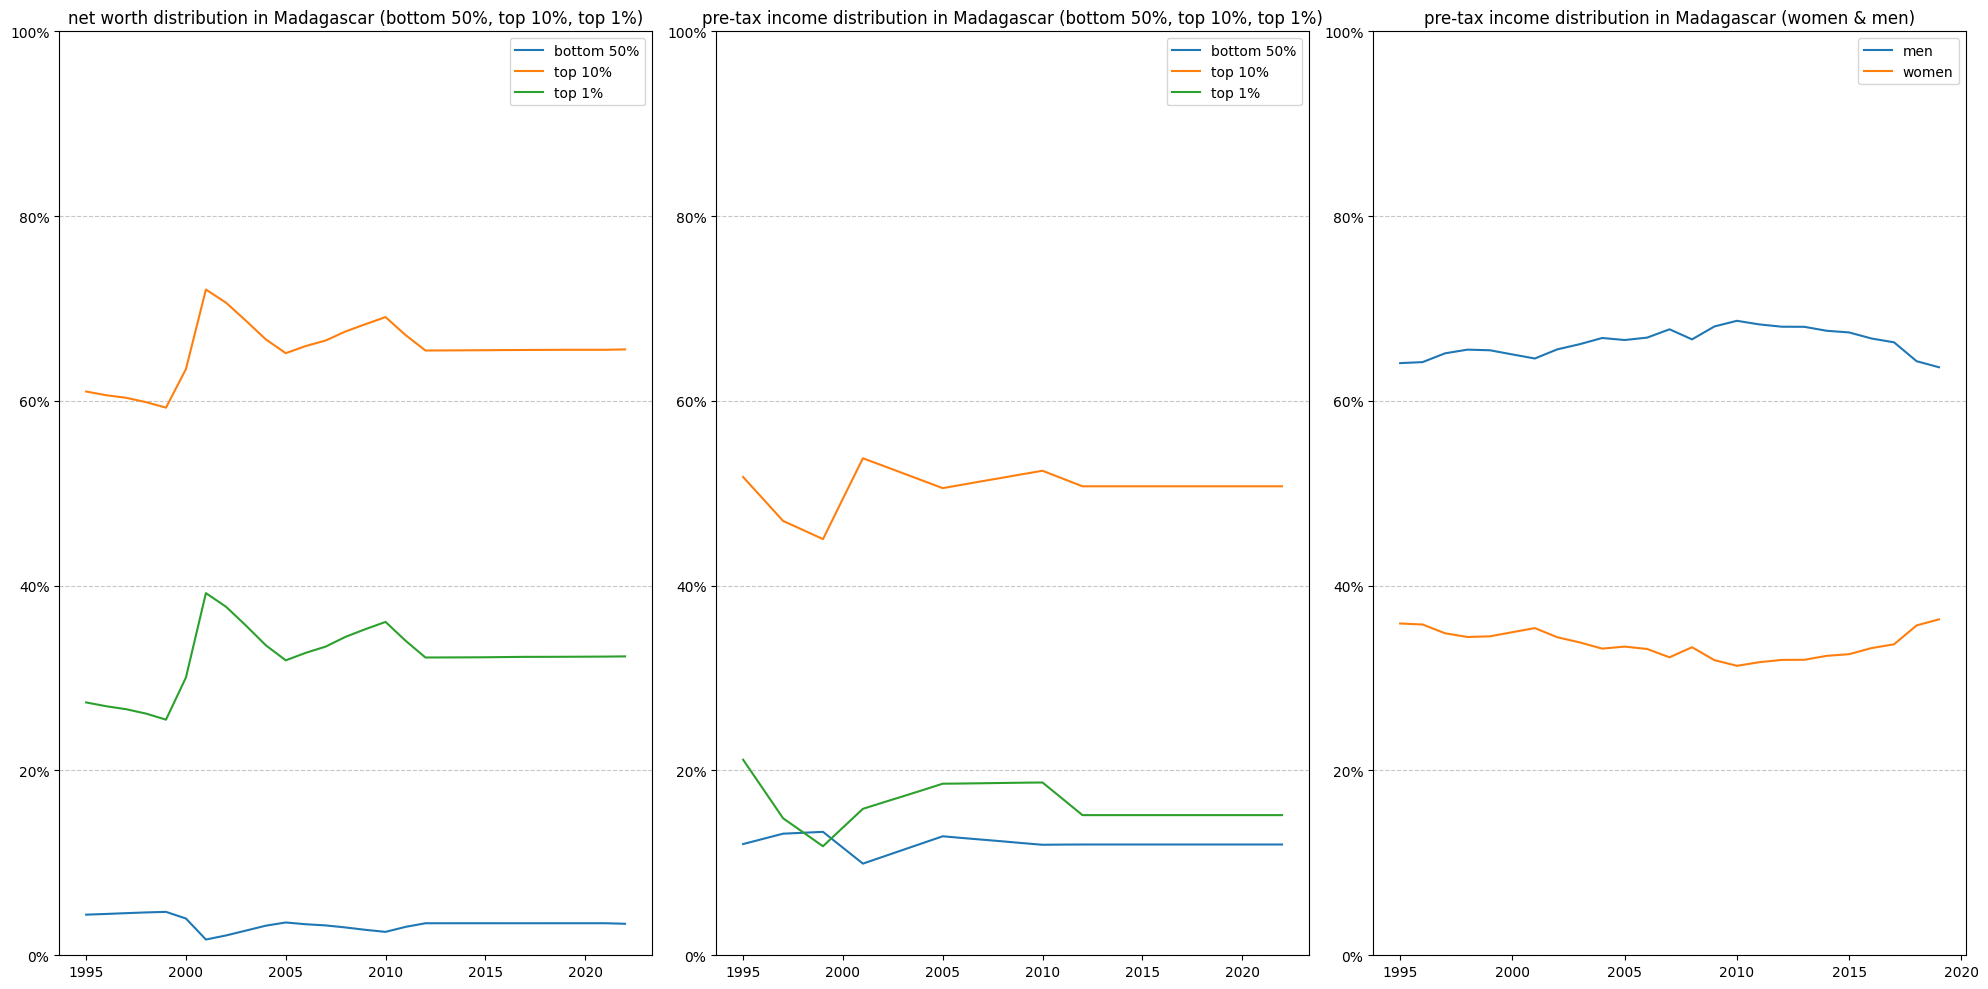 net worth distribution in Madagascar (bottom 50%, top 10%, top 1%)
100%
80%
60%
40%
20%
0%
1995 2000 2005 2010 2015 2020
bottom 50%
top 10%
top 1%
pre-tax income distribution in Madagascar (bottom 50%, top 10%, top 1%)
100%
80%
60%
40%
20%
0%
1995 2000 2005 2010 2015 2020
bottom 50%
top 10%
top 1%
pre-tax income distribution in Madagascar (women & men)
100%
80%
60%
40%
20%
0%
1995 2000 2005 2010 2015 2020
men
women